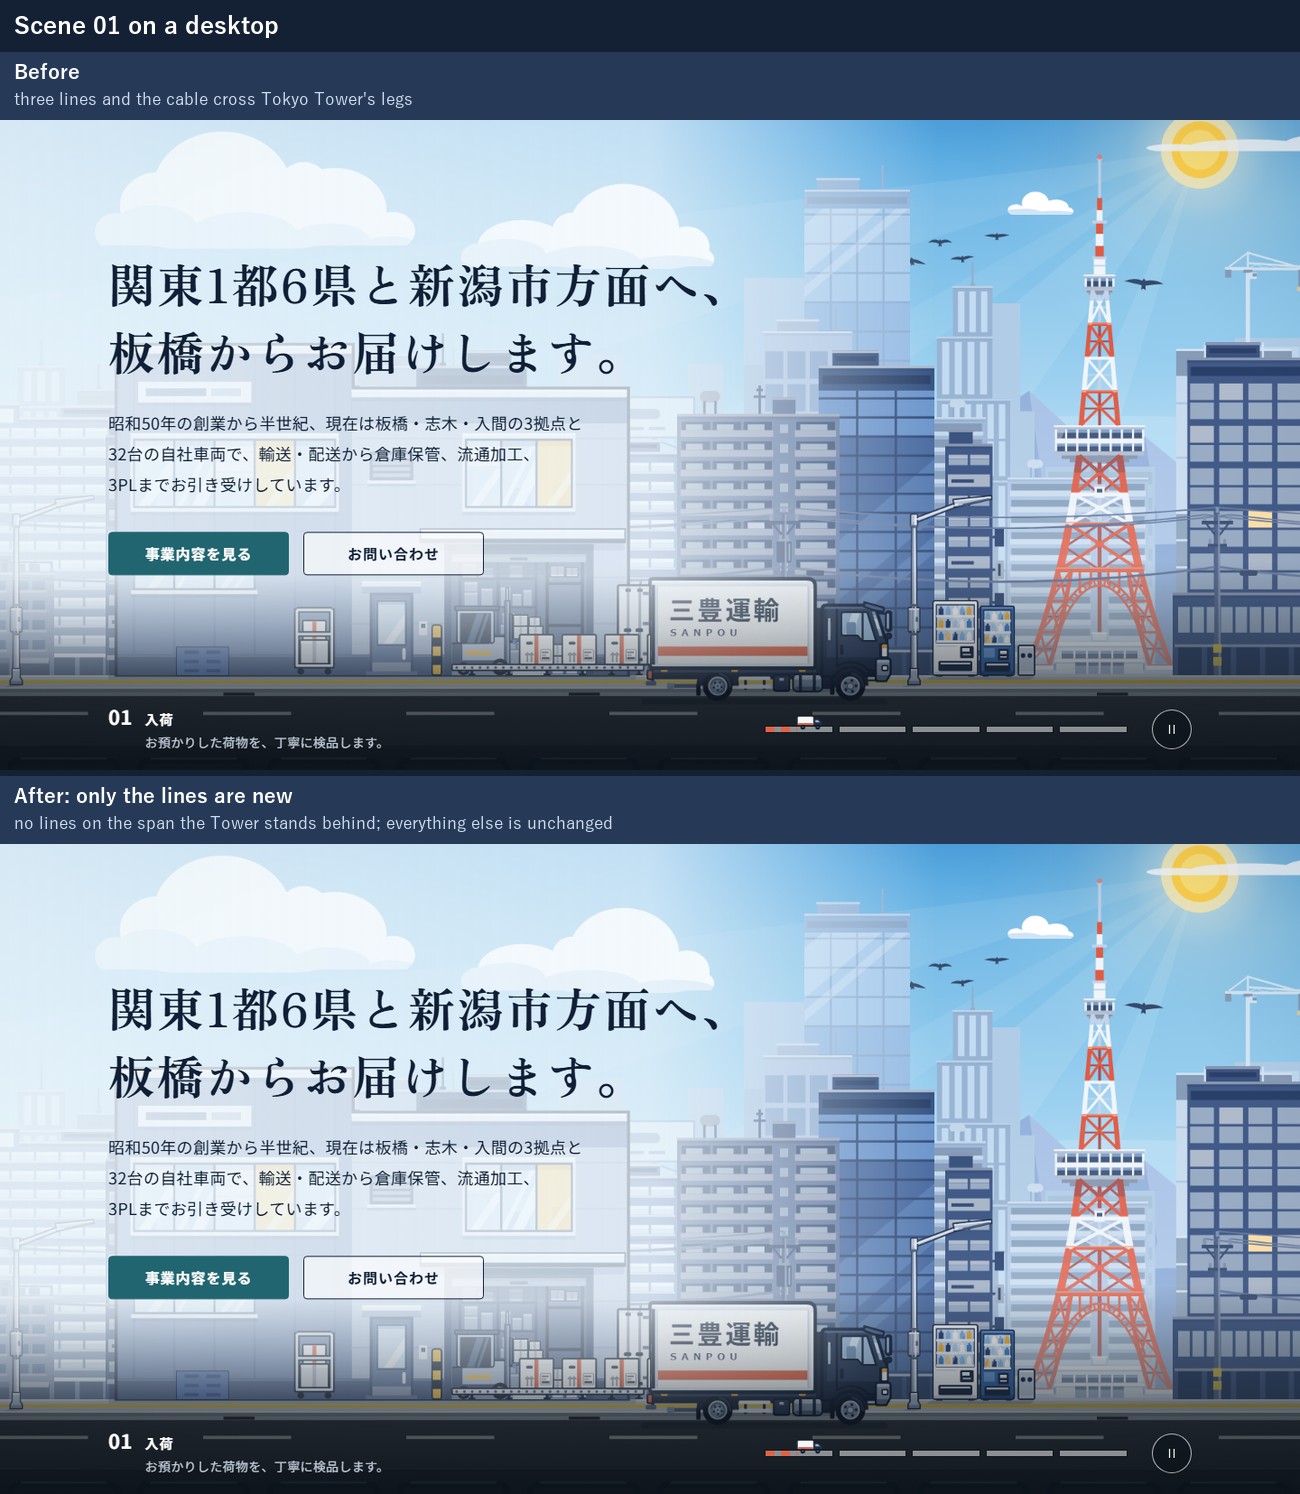 Scene 01 on a desktop
Before
three lines and the cable cross Tokyo Tower's legs
関東1都6県と新潟市方面へ、
板橋からお届けします。
昭和50年の創業から半世紀、現在は板橋・志木・入間の3拠点と
32台の自社車両で、輸送・配送から倉庫保管、流通加工、
3PLまでお引き受けしています。
事業内容を見る
お問い合わせ
三豊運輸
SANPOU
01 入荷
お預かりした荷物を、丁寧に検品します。
After: only the lines are new
no lines on the span the Tower stands behind; everything else is unchanged
関東1都6県と新潟市方面へ、
板橋からお届けします。
昭和50年の創業から半世紀、現在は板橋・志木・入間の3拠点と
32台の自社車両で、輸送・配送から倉庫保管、流通加工、
3PLまでお引き受けしています。
事業内容を見る
お問い合わせ
三豊運輸
SANPOU
01 入荷
お預かりした荷物を、丁寧に検品します。